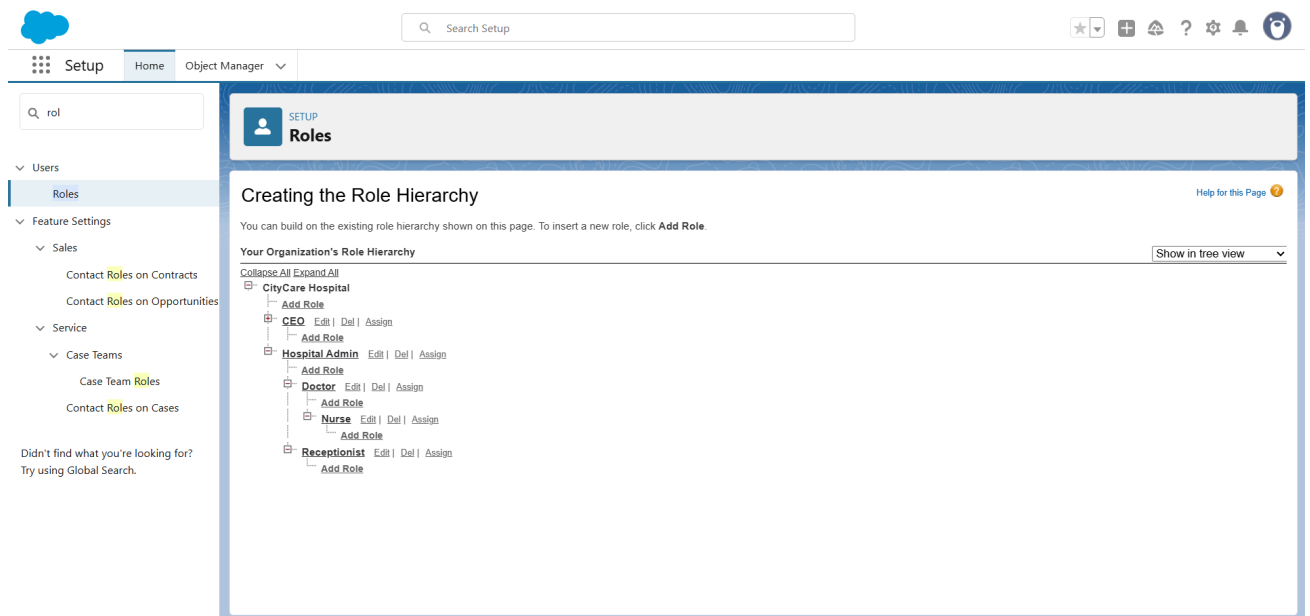 Search Setup
Setup
Home
Object Manager
rol
Users
Roles
Feature Settings
Sales
Contact Roles on Contracts
Contact Roles on Opportunities
Service
Case Teams
Case Team Roles
Contact Roles on Cases
Didn't find what you're looking for?
Try using Global Search.
SETUP
Roles
Creating the Role Hierarchy
Help for this Page ?
You can build on the existing role hierarchy shown on this page. To insert a new role, click Add Role.
Your Organization's Role Hierarchy
Show in tree view
Collapse All Expand All
CityCare Hospital
Add Role
CEO Edit | Del | Assign
Add Role
Hospital Admin Edit | Del | Assign
Add Role
Doctor Edit | Del | Assign
Add Role
Nurse Edit | Del | Assign
Add Role
Receptionist Edit | Del | Assign
Add Role